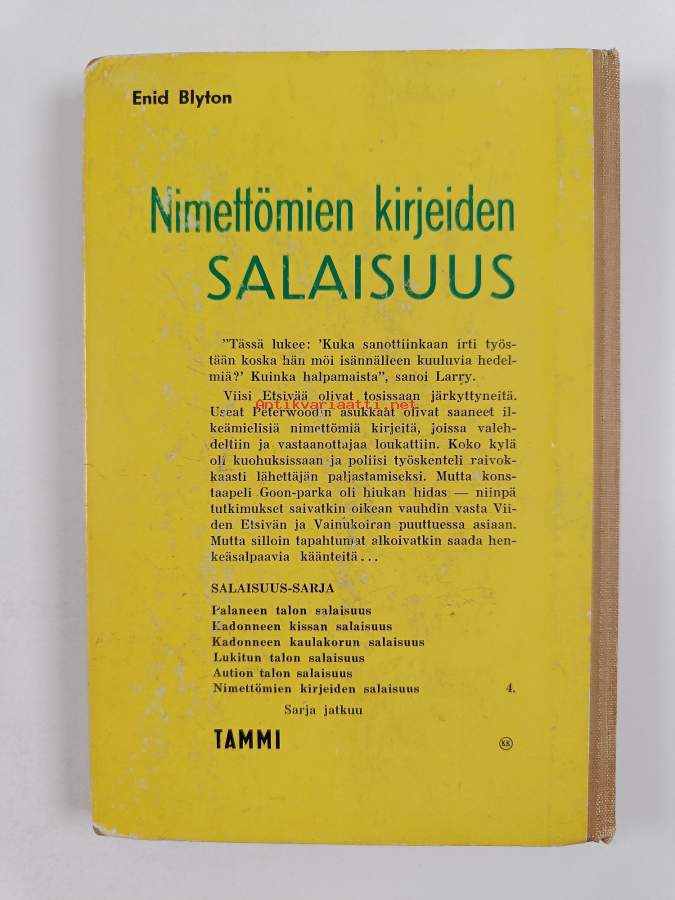 Enid Blyton
Nimettömien kirjeiden
SALAISUUS
"Tässä lukee: 'Kuka sanottiinkaan irti työs-
tään koska hän möi isännälleen kuuluvia hedel-
miä?' Kuinka halpamaista", sanoi Larry.
Viisi Etsivää olivat tosissaan järkyttyneitä.
Antikvariaatti.net
Useat Peterwoodin asukkaat olivat saaneet il-
keämielisiä nimettömiä kirjeitä, joissa valeh-
deltiin ja vastaanottajaa loukattiin. Koko kylä
oli kuohuksissaan ja poliisi työskenteli raivok-
kaasti lähettäjän paljastamiseksi. Mutta kons-
taapeli Goon-parka oli hiukan hidas — niinpä
tutkimukset saivatkin oikean vauhdin vasta Vii-
den Etsivän ja Vainukoiran puuttuessa asiaan.
Mutta silloin tapahtumat alkoivatkin saada hen-
keäsalpaavia käänteitä...
SALAISUUS-SARJA
Palaneen talon salaisuus
Kadonneen kissan salaisuus
Kadonneen kaulakorun salaisuus
Lukitun talon salaisuus
Aution talon salaisuus
Nimettömien kirjeiden salaisuus 4.
Sarja jatkuu
TAMMI KK